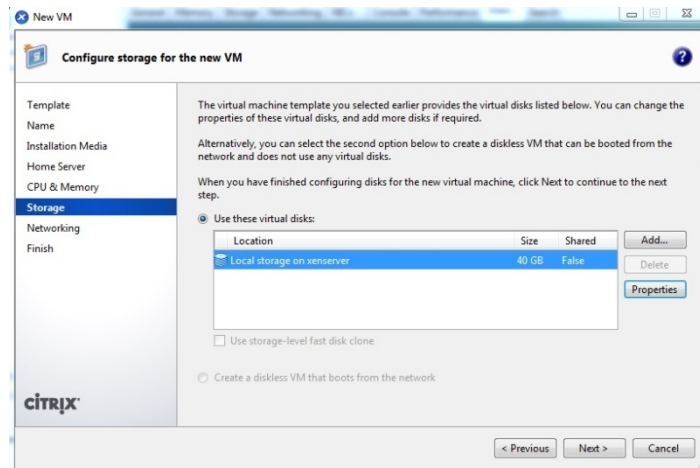 New VM
Configure storage for the new VM
Template
Name
Installation Media
Home Server
CPU & Memory
Storage
Networking
Finish
The virtual machine template you selected earlier provides the virtual disks listed below. You can change the
properties of these virtual disks, and add more disks if required.
Alternatively, you can select the second option below to create a diskless VM that can be booted from the
network and does not use any virtual disks.
When you have finished configuring disks for the new virtual machine, click Next to continue to the next
step.
Use these virtual disks:
Location Size Shared
Local storage on xenserver 40 GB False
Add...
Delete
Properties
Use storage-level fast disk clone
Create a diskless VM that boots from the network
CİTRIX
< Previous Next > Cancel